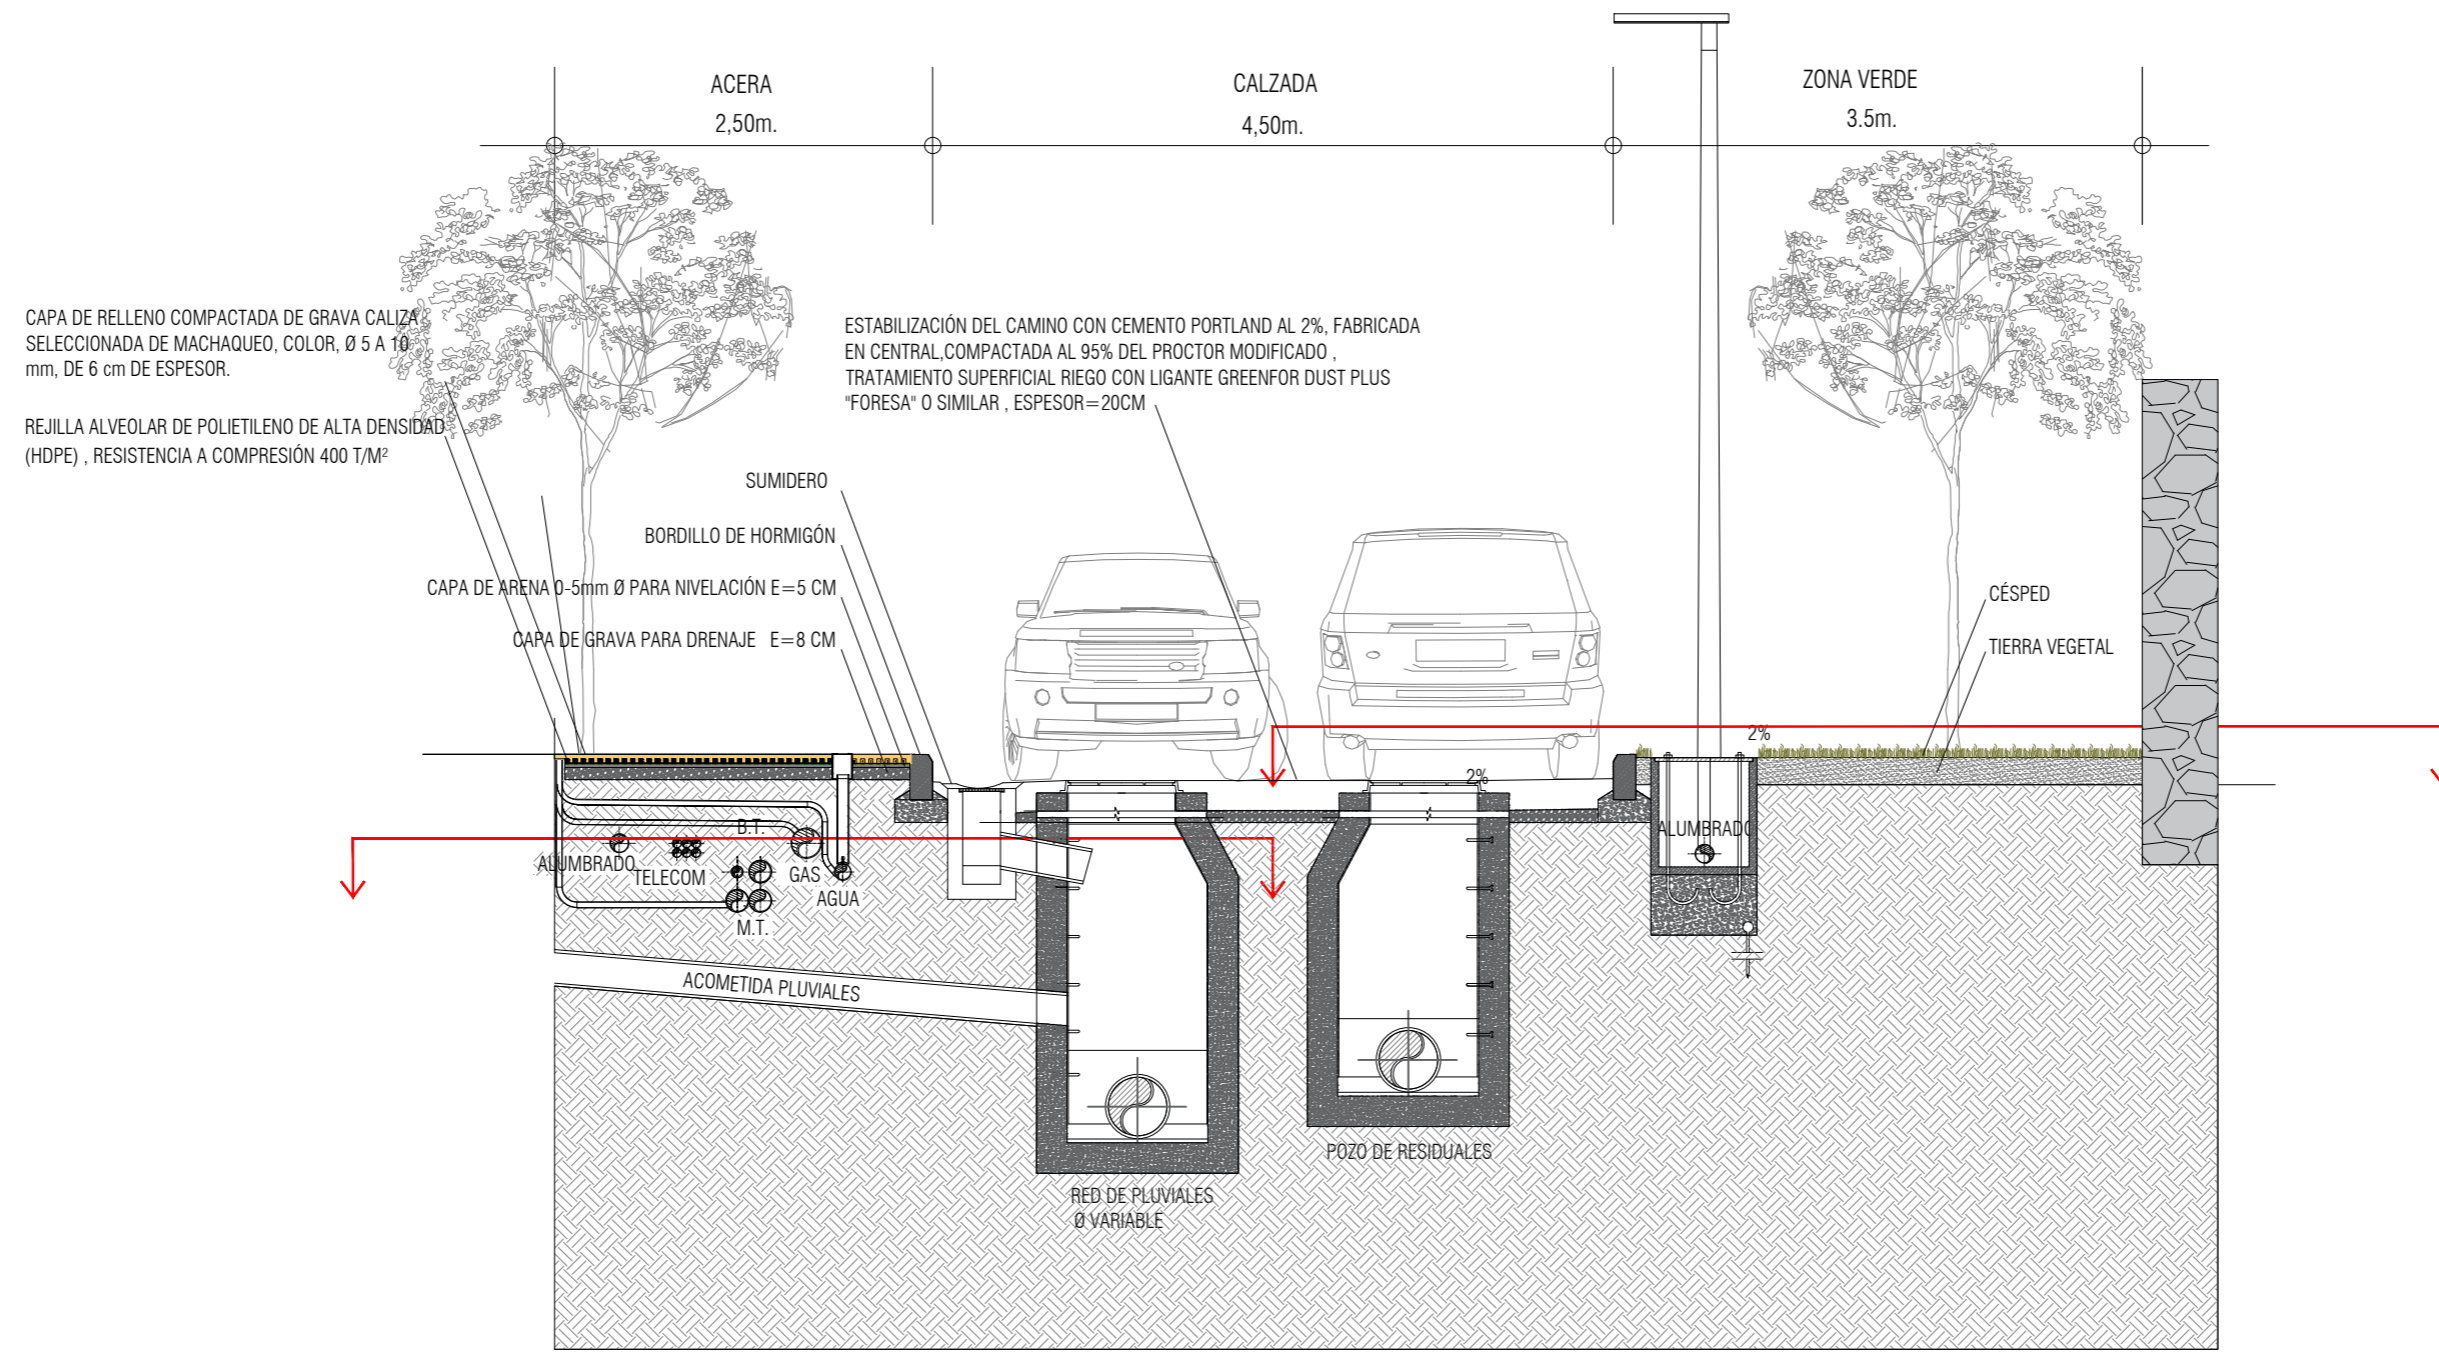 ACERA
2,50m.
CALZADA
4,50m.
ZONA VERDE
3.5m.
CAPA DE RELLENO COMPACTADA DE GRAVA CALIZA
SELECCIONADA DE MACHAQUEO, COLOR, Ø 5 A 10
mm, DE 6 cm DE ESPESOR.
REJILLA ALVEOLAR DE POLIETILENO DE ALTA DENSIDAD
(HDPE) , RESISTENCIA A COMPRESIÓN 400 T/M²
ESTABILIZACIÓN DEL CAMINO CON CEMENTO PORTLAND AL 2%, FABRICADA
EN CENTRAL,COMPACTADA AL 95% DEL PROCTOR MODIFICADO ,
TRATAMIENTO SUPERFICIAL RIEGO CON LIGANTE GREENFOR DUST PLUS
"FORESA" O SIMILAR , ESPESOR=20CM
SUMIDERO
BORDILLO DE HORMIGÓN
CAPA DE ARENA 0-5mm Ø PARA NIVELACIÓN E=5 CM
CAPA DE GRAVA PARA DRENAJE E=8 CM
CÉSPED
TIERRA VEGETAL
2%
2%
B.T.
ALUMBRADO
TELECOM
GAS
AGUA
M.T.
ALUMBRADO
ACOMETIDA PLUVIALES
POZO DE RESIDUALES
RED DE PLUVIALES
Ø VARIABLE